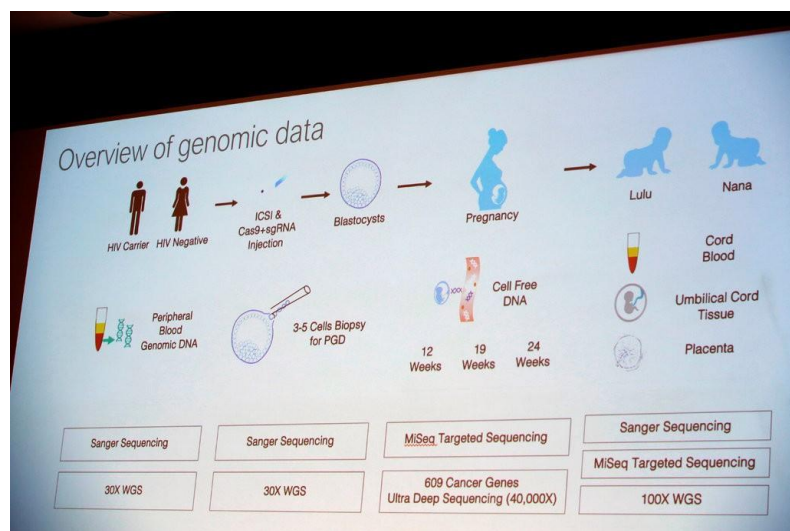 Overview of genomic data
HIV Carrier
HIV Negative
ICSI &
Cas9+sgRNA
Injection
Blastocysts
Pregnancy
Lulu
Nana
Peripheral
Blood
Genomic DNA
3-5 Cells Biopsy
for PGD
Cell Free
DNA
12
Weeks
19
Weeks
24
Weeks
Cord
Blood
Umbilical Cord
Tissue
Placenta
Sanger Sequencing
Sanger Sequencing
MiSeq Targeted Sequencing
Sanger Sequencing
MiSeq Targeted Sequencing
30X WGS
30X WGS
609 Cancer Genes
Ultra Deep Sequencing (40,000X)
100X WGS